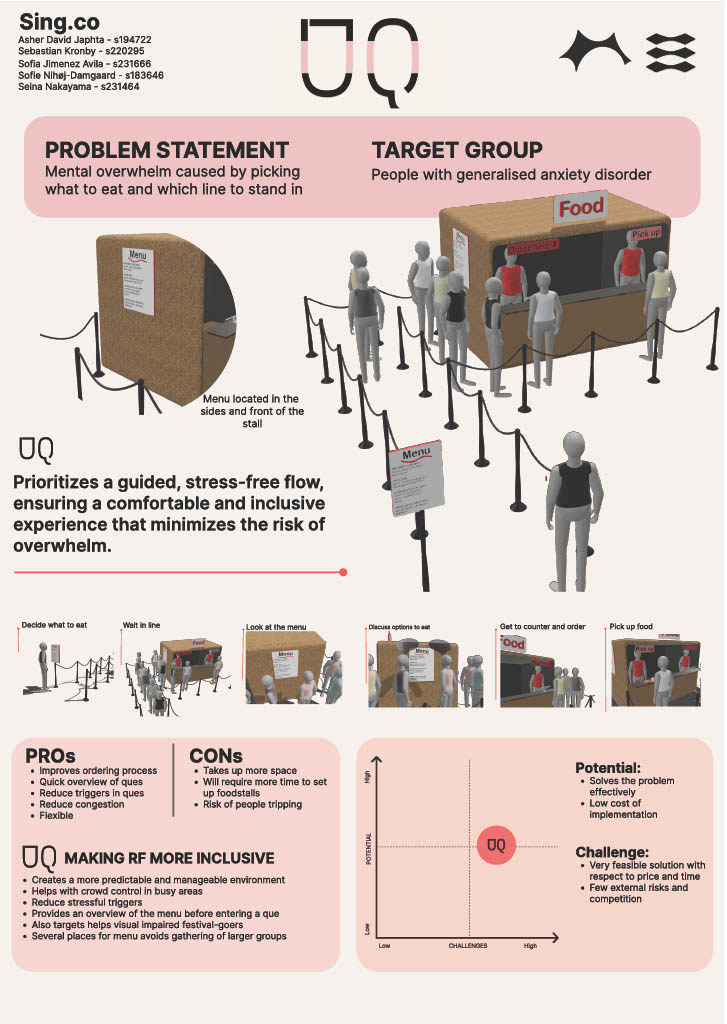 Sing.co
Asher David Japhta - s194722
Sebastian Kronby - s220295
Sofia Jimenez Avila - s231666
Sofie Nihøj-Damgaard - s183646
Seina Nakayama - s231464
UQ
PROBLEM STATEMENT
Mental overwhelm caused by picking
what to eat and which line to stand in
TARGET GROUP
People with generalised anxiety disorder
Food
Order here
Pick up
Menu
Menu
Menu located in the
sides and front of the
stall
UQ
Prioritizes a guided, stress-free flow,
ensuring a comfortable and inclusive
experience that minimizes the risk of
overwhelm.
Menu
Decide what to eat
Wait in line
Food
Look at the menu
Menu
Discuss options to eat
Menu
Get to counter and order
Food
Pick up food
Pick up
PROs
• Improves ordering process
• Quick overview of ques
• Reduce triggers in ques
• Reduce congestion
• Flexible
CONs
• Takes up more space
• Will require more time to set
up foodstalls
• Risk of people tripping
UQ MAKING RF MORE INCLUSIVE
• Creates a more predictable and manageable environment
• Helps with crowd control in busy areas
• Reduce stressful triggers
• Provides an overview of the menu before entering a que
• Also targets helps visual impaired festival-goers
• Several places for menu avoids gathering of larger groups
High
POTENTIAL
Low
UQ
Low
CHALLENGES
High
Potential:
• Solves the problem
effectively
• Low cost of
implementation
Challenge:
• Very feasible solution with
respect to price and time
• Few external risks and
competition